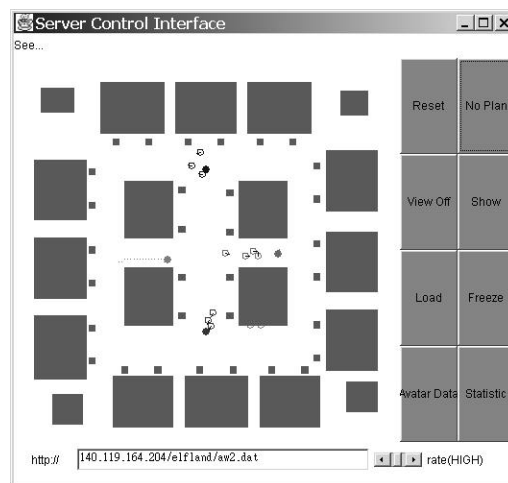 Server Control Interface
See...
Reset
No Plan
View Off
Show
Load
Freeze
Avatar Data
Statistic
http://
140.119.164.204/elfland/aw2.dat
rate(HIGH)